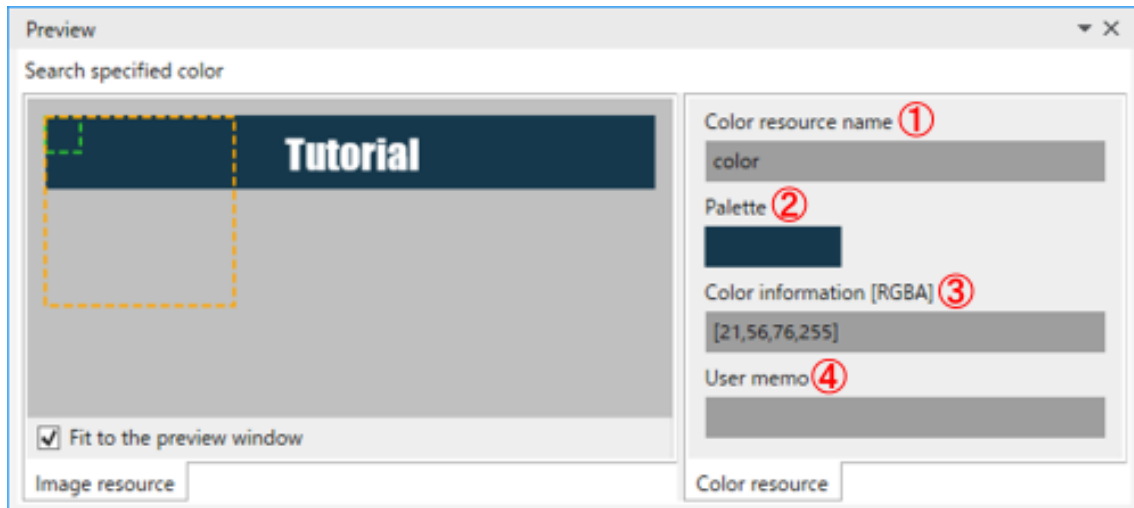 Preview
Search specified color
Tutorial
Fit to the preview window
Image resource
Color resource name ①
color
Palette ②
Color information [RGBA] ③
[21,56,76,255]
User memo ④
Color resource